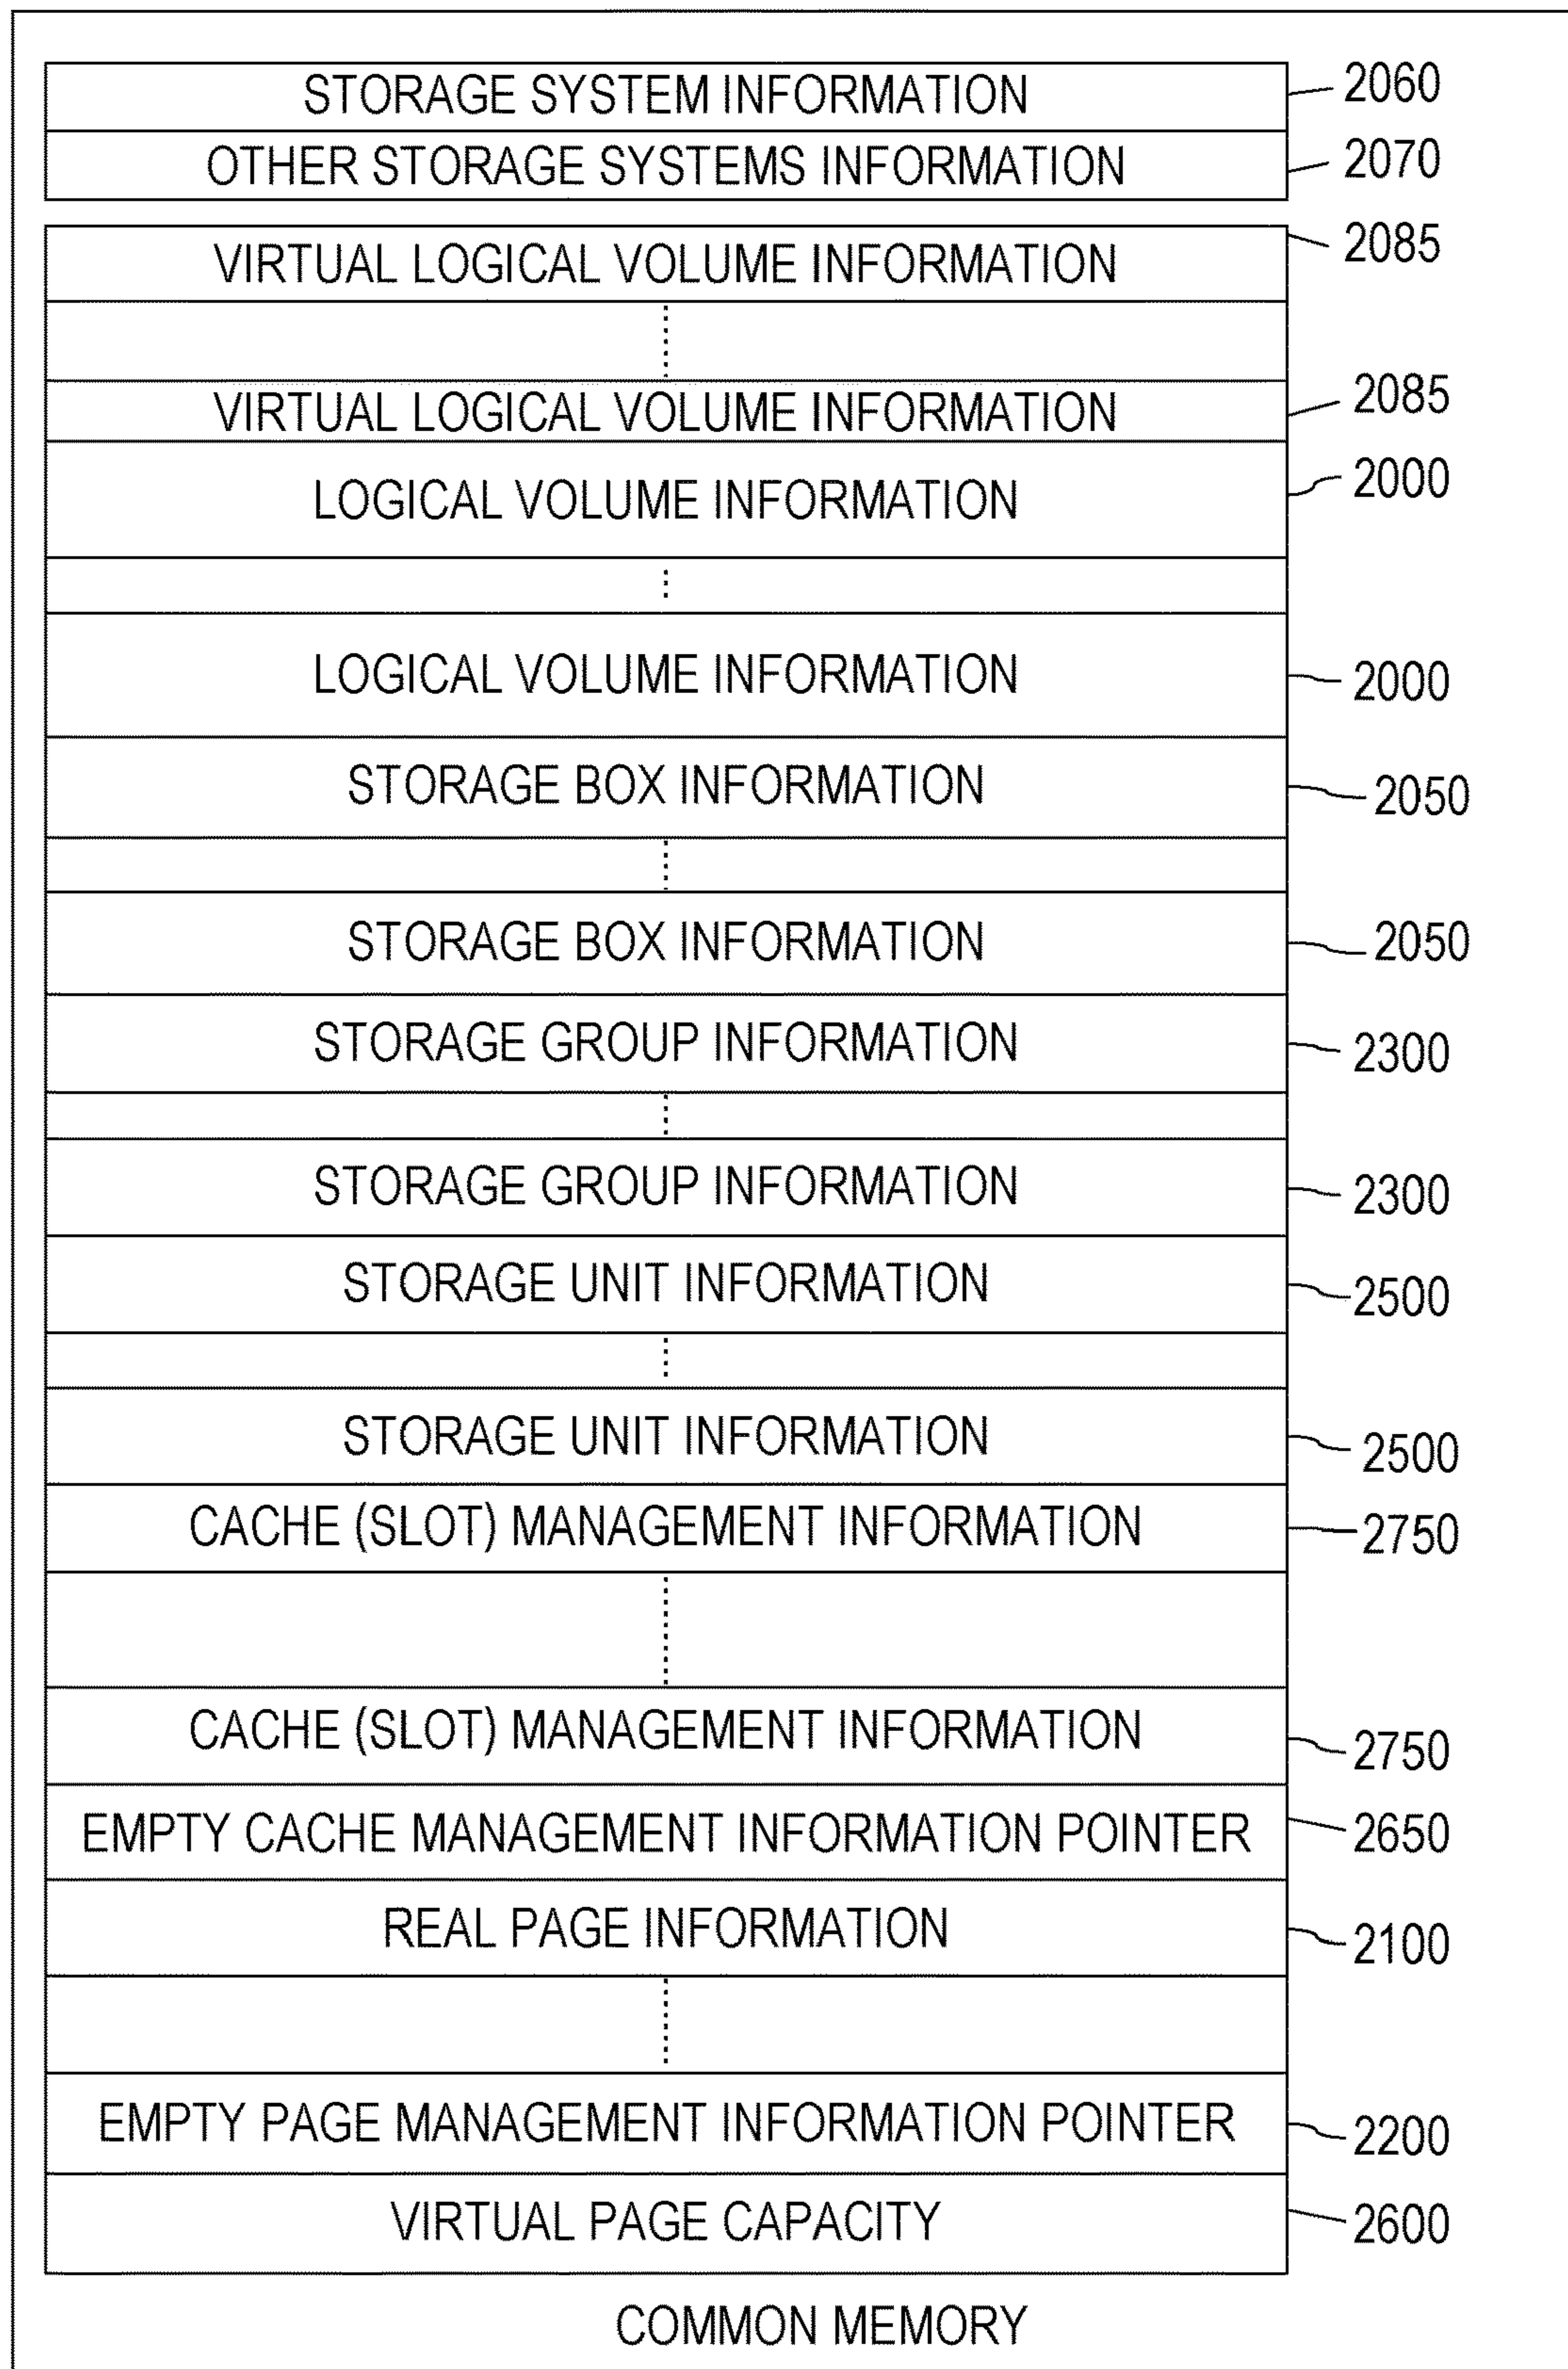 STORAGE SYSTEM INFORMATION 2060
OTHER STORAGE SYSTEMS INFORMATION 2070
VIRTUAL LOGICAL VOLUME INFORMATION 2085
VIRTUAL LOGICAL VOLUME INFORMATION 2085
LOGICAL VOLUME INFORMATION 2000
LOGICAL VOLUME INFORMATION 2000
STORAGE BOX INFORMATION 2050
STORAGE BOX INFORMATION 2050
STORAGE GROUP INFORMATION 2300
STORAGE GROUP INFORMATION 2300
STORAGE UNIT INFORMATION 2500
STORAGE UNIT INFORMATION 2500
CACHE (SLOT) MANAGEMENT INFORMATION 2750
CACHE (SLOT) MANAGEMENT INFORMATION 2750
EMPTY CACHE MANAGEMENT INFORMATION POINTER 2650
REAL PAGE INFORMATION 2100
EMPTY PAGE MANAGEMENT INFORMATION POINTER 2200
VIRTUAL PAGE CAPACITY 2600
COMMON MEMORY